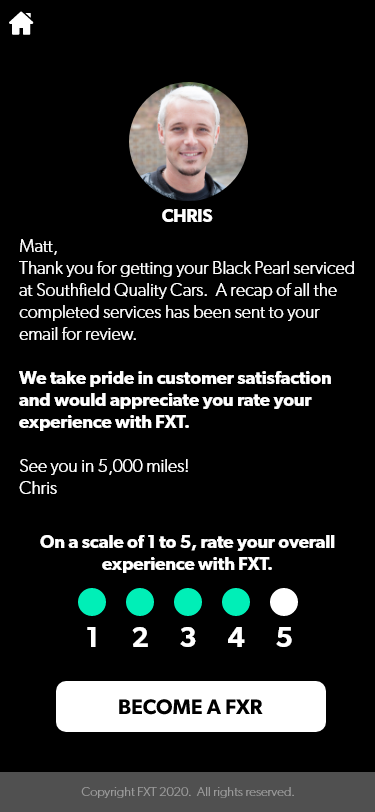 CHRIS
Matt,
Thank you for getting your Black Pearl serviced
at Southfield Quality Cars.  A recap of all the
completed services has been sent to your
email for review.
We take pride in customer satisfaction
and would appreciate you rate your
experience with FXT.
See you in 5,000 miles!
Chris
On a scale of 1 to 5, rate your overall
experience with FXT.
1 2 3 4 5
BECOME A FXR
Copyright FXT 2020.  All rights reserved.